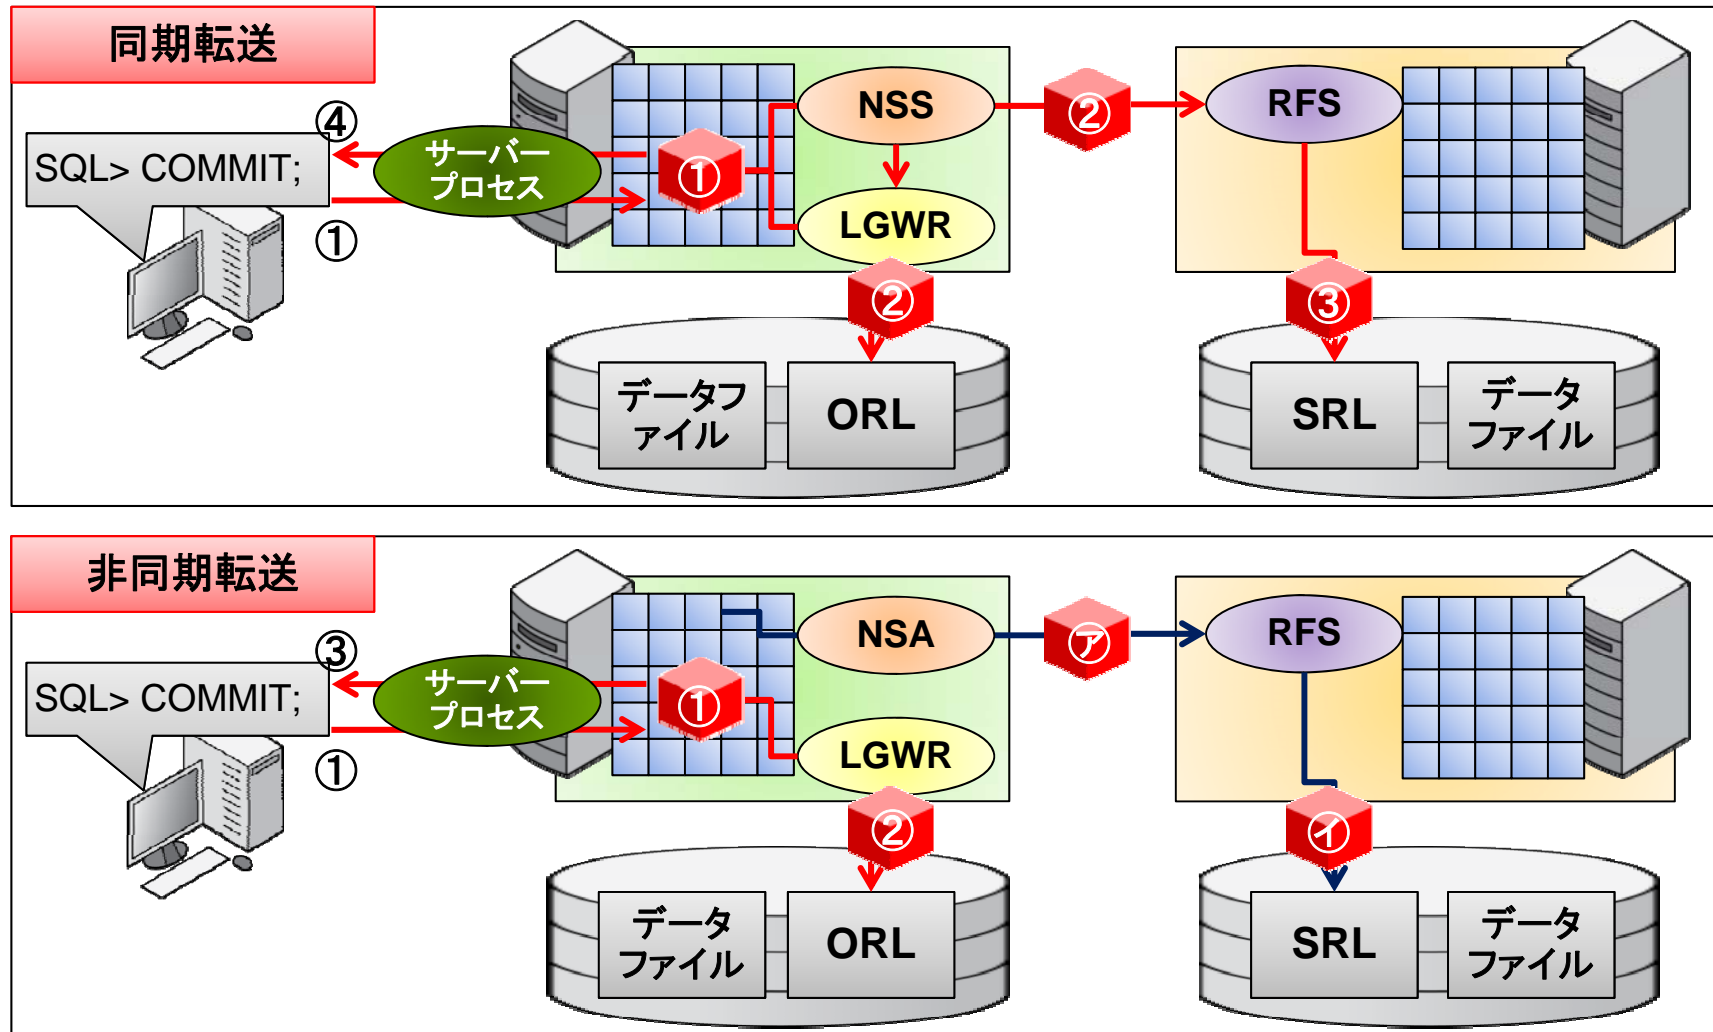 同期転送
④
SQL> COMMIT;
①
サーバー
プロセス
①
NSS
LGWR
②
②
RFS
③
データフ
ァイル
ORL
SRL
データ
ファイル
非同期転送
③
SQL> COMMIT;
①
サーバー
プロセス
①
NSA
LGWR
㋐
②
RFS
㋑
データ
ファイル
ORL
SRL
データ
ファイル